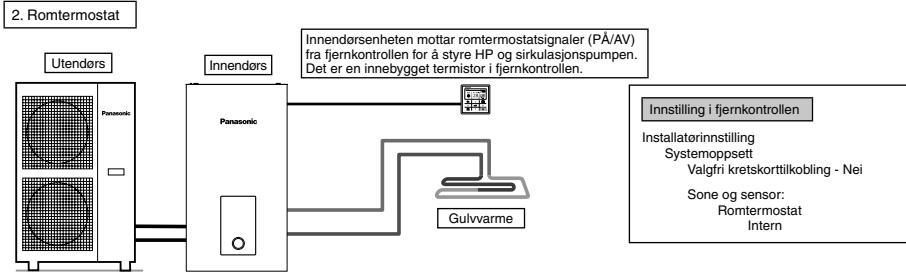 2. Romtermostat
Innendørsenheten mottar romtermostatsignaler (PÅ/AV)
fra fjernkontrollen for å styre HP og sirkulasjonspumpen.
Det er en innebygget termistor i fjernkontrollen.
Utendørs
Innendørs
Panasonic
Panasonic
Gulvvarme
Innstilling i fjernkontrollen
Installatørinnstilling
Systemoppsett
Valgfri kretskorttilkobling - Nei
Sone og sensor:
Romtermostat
Intern